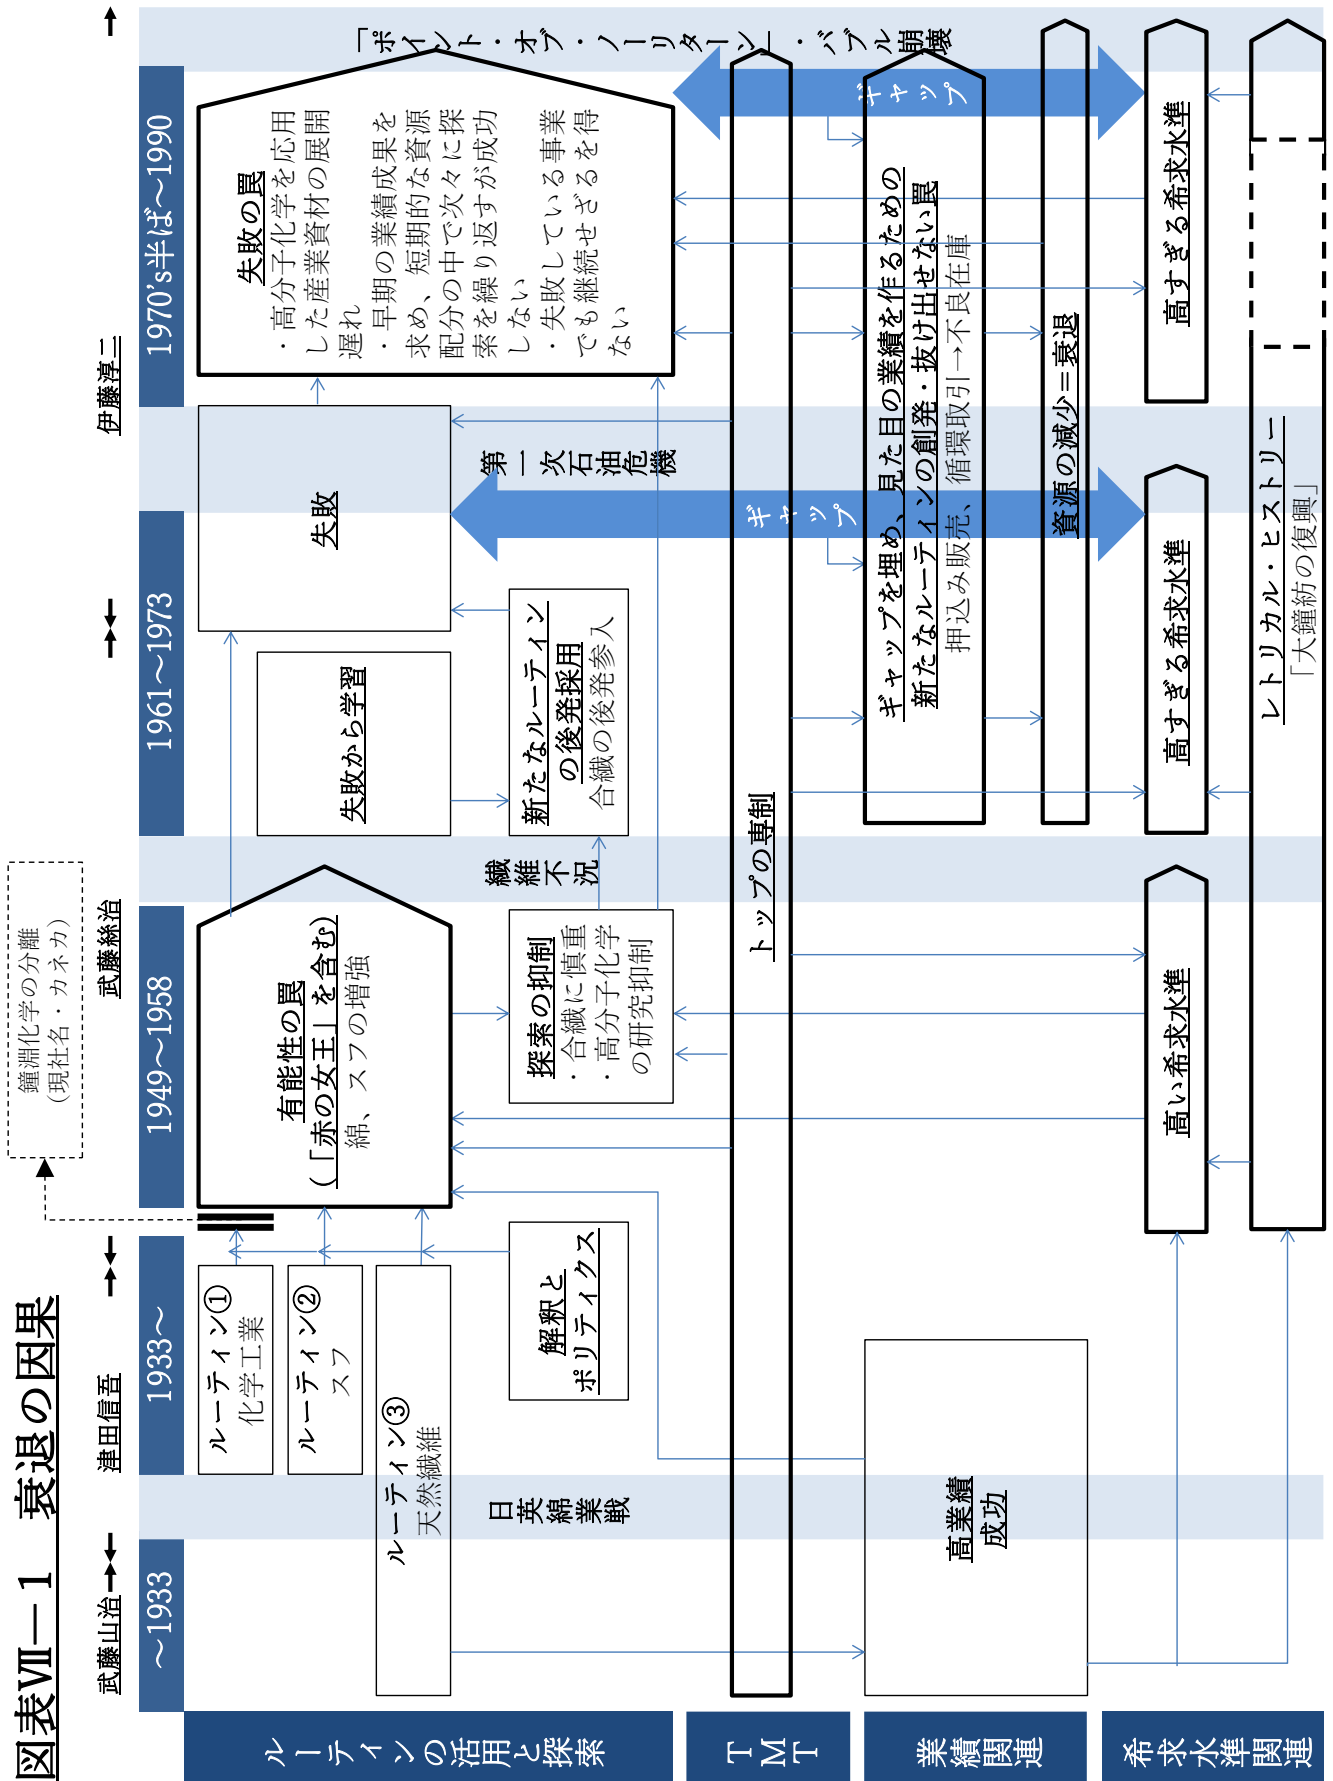 図表Ⅶ－1　衰退の因果
武藤山治
津田信吾
武藤絲治
伊藤淳二
鐘淵化学の分離
（現社名・カネカ）
～1933
1933～
1949～1958
1961～1973
1970's半ば～1990
日英綿業戦
繊維不況
第一次石油危機
「ポイント・オブ・ノーリターン」・バブル崩壊
ルーティンの活用と探索
ルーティン①
化学工業
ルーティン②
スフ
ルーティン③
天然繊維
解釈と
ポリティクス
有能性の罠
（「赤の女王」を含む）
綿、スフの増強
探索の抑制
・合繊に慎重
・高分子化学
の研究抑制
失敗から学習
新たなルーティン
の後発採用
合繊の後発参入
失敗
失敗の罠
・高分子化学を応用
した産業資材の展開
遅れ
・早期の業績成果を
求め、短期的な資源
配分の中で次々に探
索を繰り返すが成功
しない
・失敗している事業
でも継続せざるを得
ない
TMT
トップの専制
ギャップ
ギャップ
業績関連
高業績
成功
ギャップを埋め、見た目の業績を作るための
新たなルーティンの創発・抜け出せない罠
押込み販売、循環取引→不良在庫
資源の減少＝衰退
希求水準関連
高い希求水準
高すぎる希求水準
高すぎる希求水準
レトリカル・ヒストリー
「大鐘紡の復興」